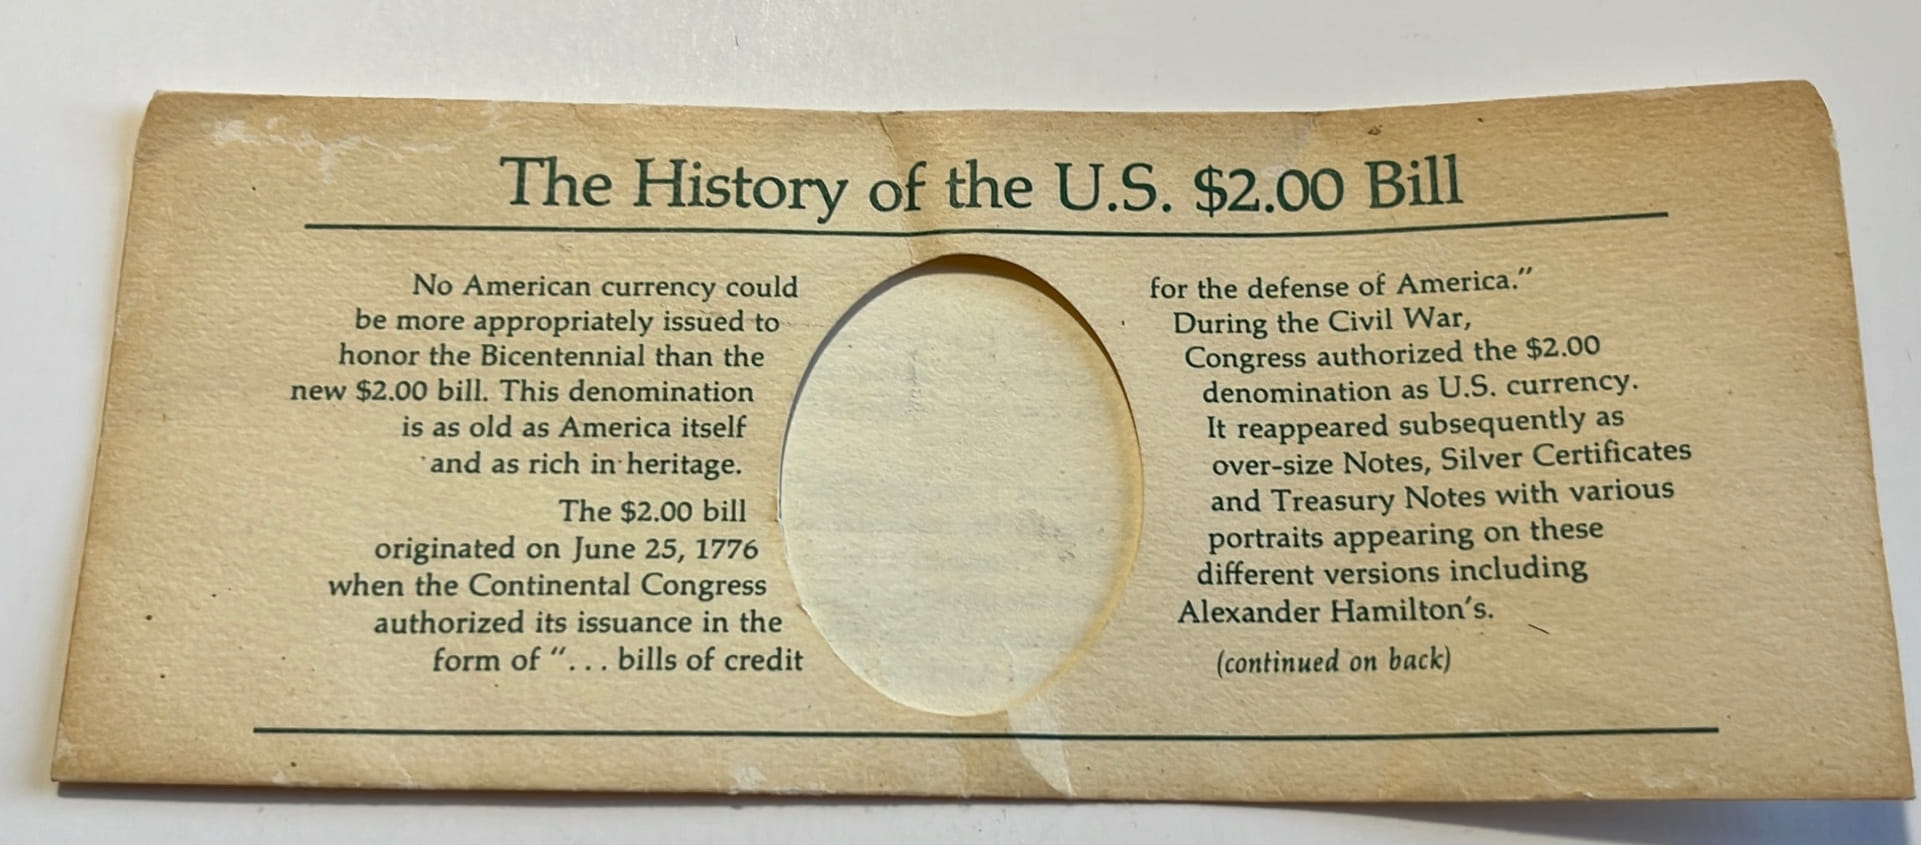 The History of the U.S. $2.00 Bill
No American currency could
be more appropriately issued to
honor the Bicentennial than the
new $2.00 bill. This denomination
is as old as America itself
and as rich in heritage.
The $2.00 bill
originated on June 25, 1776
when the Continental Congress
authorized its issuance in the
form of “. . . bills of credit
for the defense of America.”
During the Civil War,
Congress authorized the $2.00
denomination as U.S. currency.
It reappeared subsequently as
over-size Notes, Silver Certificates
and Treasury Notes with various
portraits appearing on these
different versions including
Alexander Hamilton’s.
(continued on back)